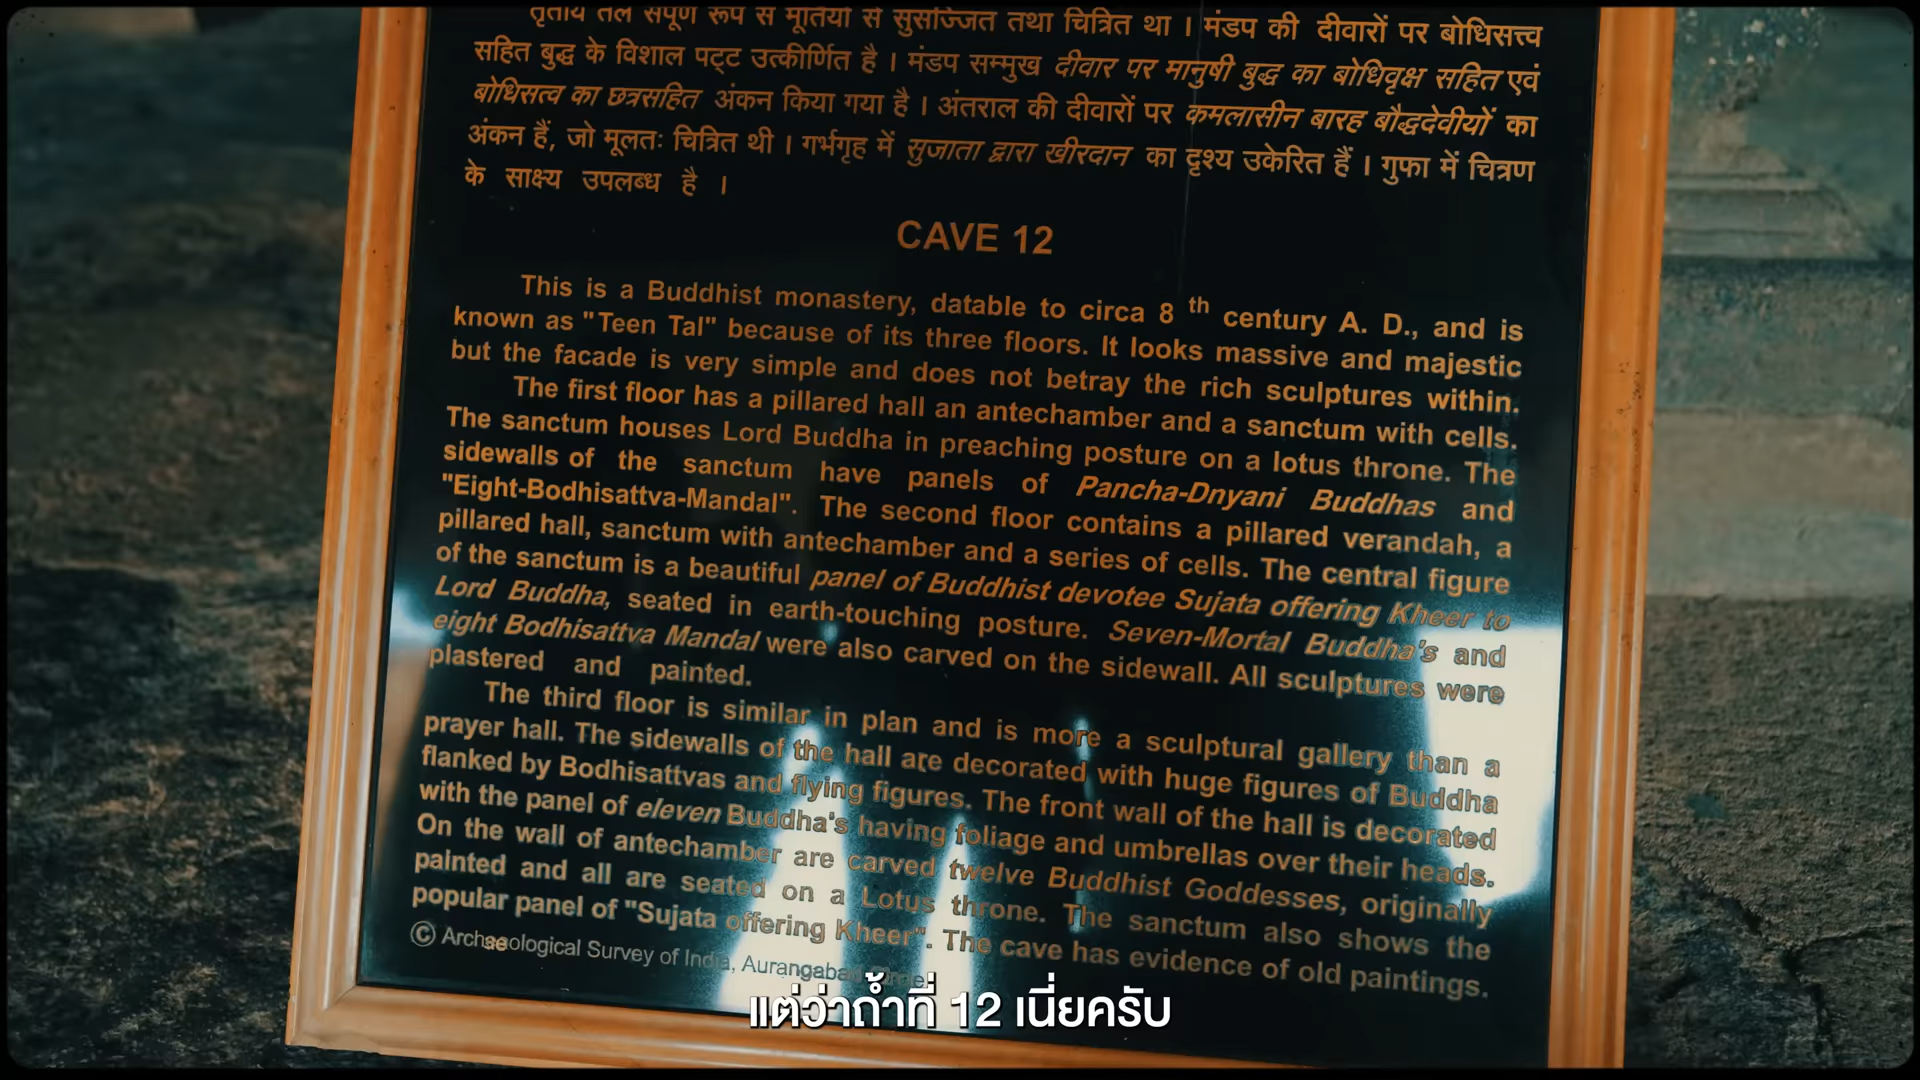 तृतीय तल संपूर्ण रूप से मूर्तियों से सुसज्जित तथा चित्रित था । मंडप की दीवारों पर बोधिसत्त्व
सहित बुद्ध के विशाल पट्ट उत्कीर्णित है । मंडप सम्मुख दीवार पर मानुषी बुद्ध का बोधिवृक्ष सहित एवं
बोधिसत्व का छत्रसहित अंकन किया गया है । अंतराल की दीवारों पर कमलासीन बारह बौद्धदेवीयों का
अंकन हैं, जो मूलतः चित्रित थी । गर्भगृह में सुजाता द्वारा खीरदान का दृश्य उकेरित हैं । गुफा में चित्रण
के साक्ष्य उपलब्ध है ।
CAVE 12
This is a Buddhist monastery, datable to circa 8 th century A. D., and is
known as "Teen Tal" because of its three floors. It looks massive and majestic
but the facade is very simple and does not betray the rich sculptures within.
The first floor has a pillared hall an antechamber and a sanctum with cells.
The sanctum houses Lord Buddha in preaching posture on a lotus throne. The
sidewalls of the sanctum have panels of Pancha-Dnyani Buddhas and
"Eight-Bodhisattva-Mandal". The second floor contains a pillared verandah, a
pillared hall, sanctum with antechamber and a series of cells. The central figure
of the sanctum is a beautiful panel of Buddhist devotee Sujata offering Kheer to
Lord Buddha, seated in earth-touching posture. Seven-Mortal Buddha's and
eight Bodhisattva Mandal were also carved on the sidewall. All sculptures were
plastered and painted.
The third floor is similar in plan and is more a sculptural gallery than a
prayer hall. The sidewalls of the hall are decorated with huge figures of Buddha
flanked by Bodhisattvas and flying figures. The front wall of the hall is decorated
with the panel of eleven Buddha's having foliage and umbrellas over their heads.
On the wall of antechamber are carved twelve Buddhist Goddesses, originally
painted and all are seated on a Lotus throne. The sanctum also shows the
popular panel of "Sujata offering Kheer". The cave has evidence of old paintings.
© Archaeological Survey of India, Aurangabad
แต่ว่าถ้ำที่ 12 เนี่ยครับ